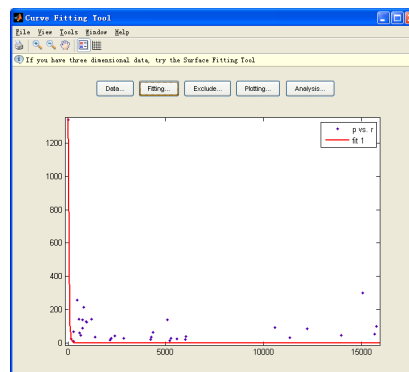 Curve Fitting Tool
File View Tools Window Help
If you have three dimensional data, try the Surface Fitting Tool
Data... Fitting... Exclude... Plotting... Analysis...
p vs. r
fit 1
1200
1000
800
600
400
200
0
0 5000 10000 15000